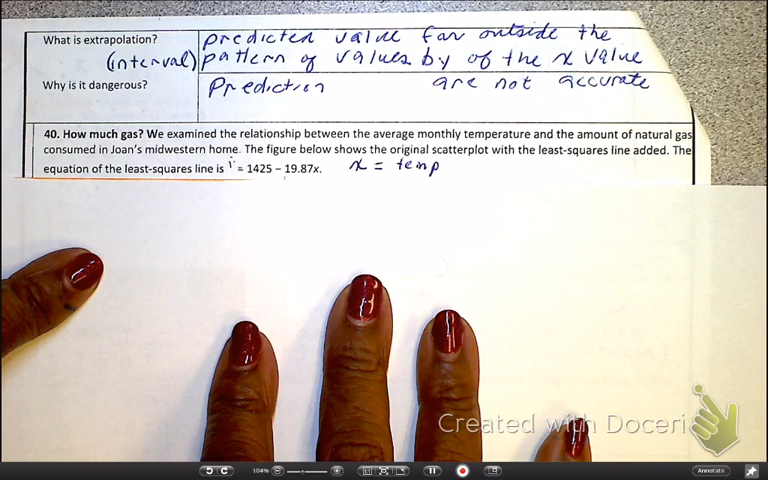 What is extrapolation?
predicted value far outside the
(interval) pattern of values by of the x value
Why is it dangerous?
Prediction are not accurate
40. How much gas? We examined the relationship between the average monthly temperature and the amount of natural gas
consumed in Joan's midwestern home. The figure below shows the original scatterplot with the least-squares line added. The
equation of the least-squares line is = 1425 – 19.87x. x = temp
Created with Doceri
104%
Annotate